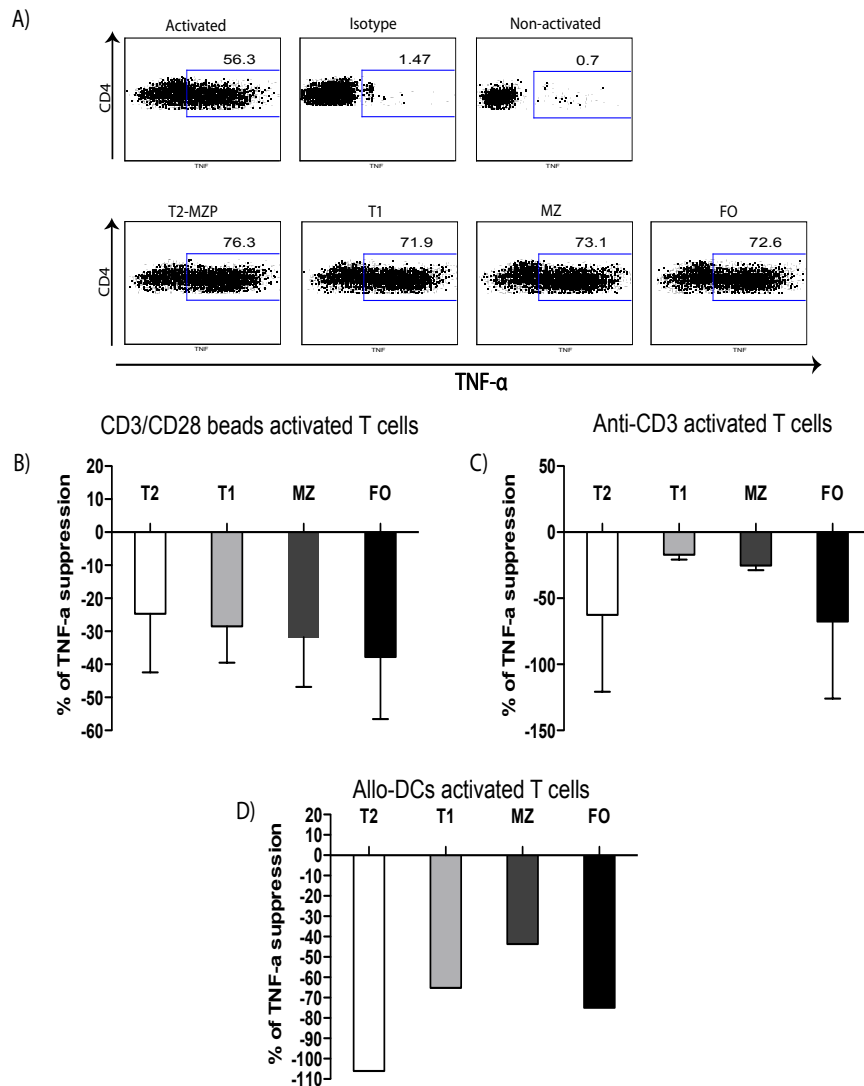 A)
Activated
Isotype
Non-activated
56.3
1.47
0.7
CD4
TNF
TNF
TNF
T2-MZP
T1
MZ
FO
76.3
71.9
73.1
72.6
CD4
TNF
TNF
TNF
TNF
TNF-α
CD3/CD28 beads activated T cells
B)
% of TNF-a suppression
20
10
0
-10
-20
-30
-40
-50
-60
T2
T1
MZ
FO
Anti-CD3 activated T cells
C)
% of TNF-a suppression
50
0
-50
-100
-150
T2
T1
MZ
FO
Allo-DCs activated T cells
D)
% of TNF-a suppression
20
10
0
-10
-20
-30
-40
-50
-60
-70
-80
-90
-100
-110
T2
T1
MZ
FO